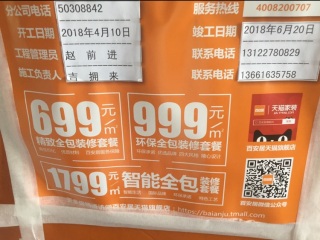 分公司电话 50308842 服务热线 4008200707
开工日期 2018年4月10日 竣工日期 2018年6月20日
工程管理员 赵前进 联系电话 13122780829
施工负责人 吉拥来 联系电话 13661635758
699元/㎡ 精致全包装修套餐
999元/㎡ 环保全包装修套餐
天猫家装
百安居天猫旗舰店
1799元/㎡ 智能全包装修套餐
https://baianju.tmall.com